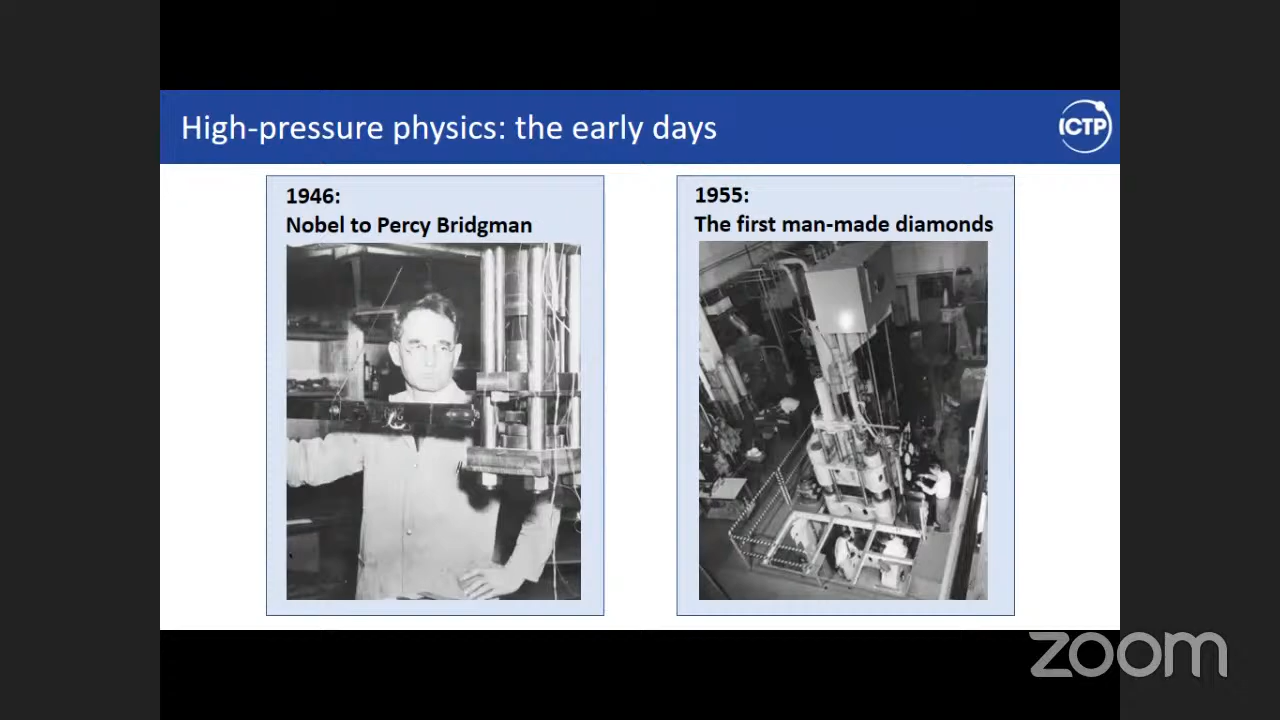 High-pressure physics: the early days
ICTP
1946:
Nobel to Percy Bridgman
1955:
The first man-made diamonds
zoom